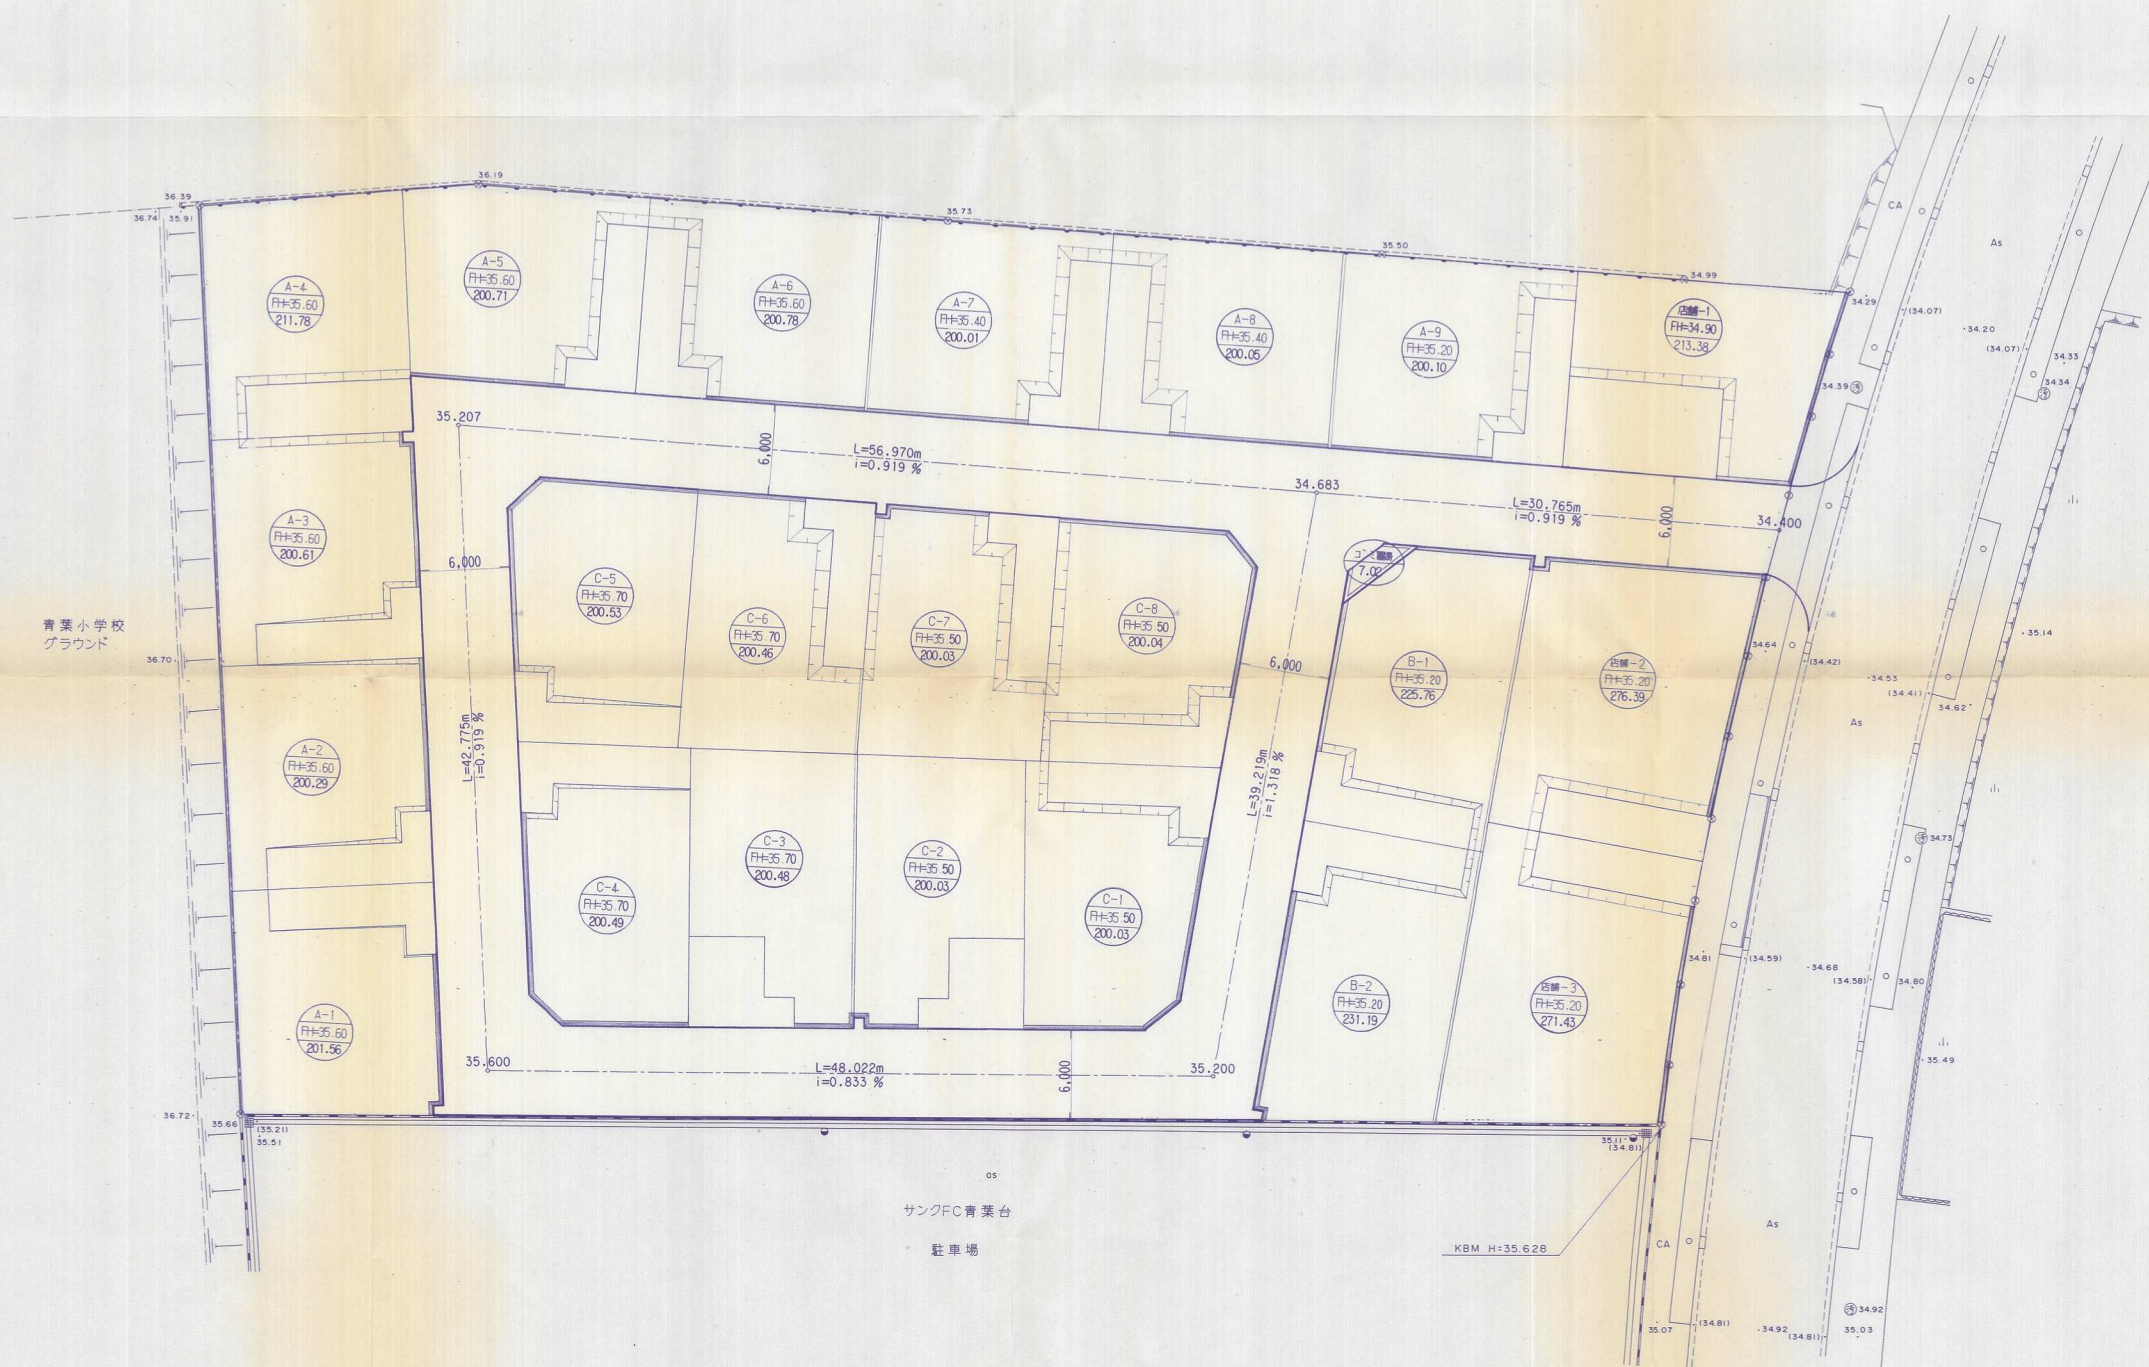 36.19
36.39
36.74
35.91
35.73
35.50
34.99
34.29
CA
As
(34.07)
34.20
(34.07)
34.33
34.34
汚
34.39
汚
A-4
FH=35.60
211.78
A-5
FH=35.60
200.71
A-6
FH=35.60
200.78
A-7
FH=35.40
200.01
A-8
FH=35.40
200.05
A-9
FH=35.20
200.10
店舗-1
FH=34.90
213.38
35.207
6,000
L=56.970m
i=0.919 %
34.683
L=30.765m
i=0.919 %
6,000
34.400
A-3
FH=35.60
200.61
6,000
C-5
FH=35.70
200.53
C-6
FH=35.70
200.46
C-7
FH=35.50
200.03
C-8
FH=35.50
200.04
7.02
6,000
B-1
FH=35.20
225.76
店舗-2
FH=35.20
276.39
34.64
(34.42)
35.14
34.53
(34.41)
34.62
As
青葉小学校
グラウンド
36.70
A-2
FH=35.60
200.29
L=42.775m
i=0.919 %
L=39.219m
i=1.318 %
汚
34.73
C-4
FH=35.70
200.49
C-3
FH=35.70
200.48
C-2
FH=35.50
200.03
C-1
FH=35.50
200.03
B-2
FH=35.20
231.19
店舗-3
FH=35.20
271.43
34.81
(34.59)
34.68
(34.58)
34.80
A-1
FH=35.60
201.56
35.600
L=48.022m
i=0.833 %
6,000
35.200
35.49
36.72
35.66
(35.21)
35.51
35.11
(34.81)
as
サンクFC青葉台
駐車場
KBM H=35.628
CA
As
汚
34.92
35.07
(34.81)
34.92
(34.81)
35.03